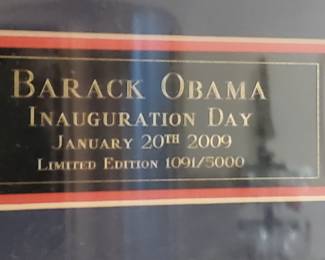 Barack Obama
Inauguration Day
January 20th 2009
Limited Edition 1091/5000